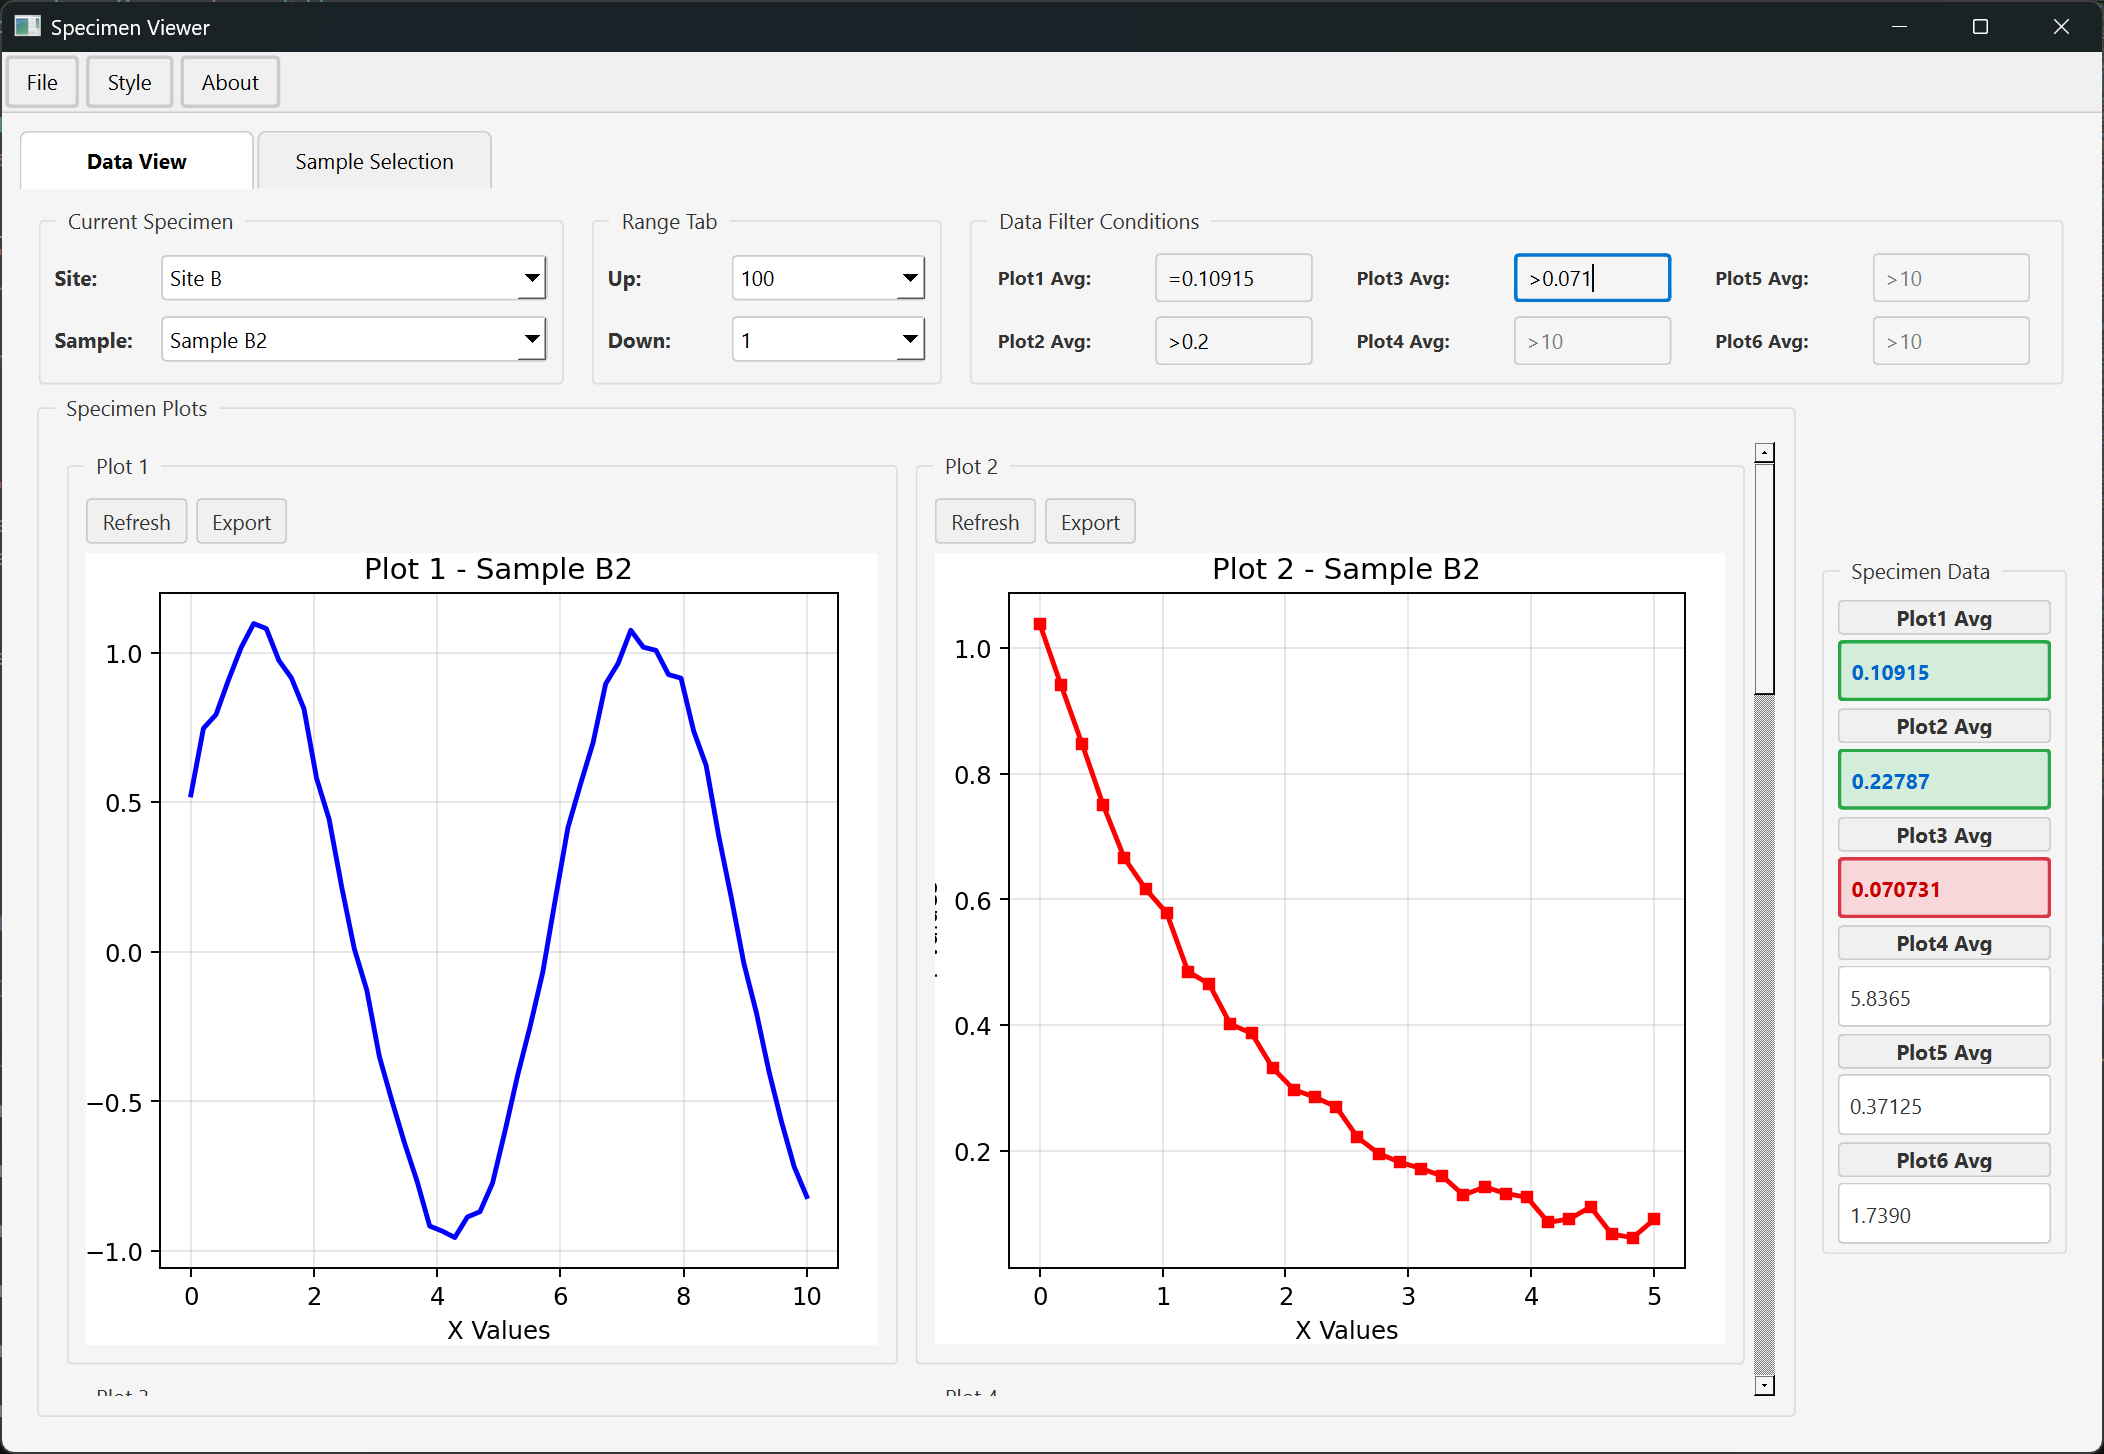 Specimen Viewer
File
Style
About
Data View
Sample Selection
Current Specimen
Site:
Site B
Sample:
Sample B2
Range Tab
Up:
100
Down:
1
Data Filter Conditions
Plot1 Avg:
=0.10915
Plot3 Avg:
>0.071
Plot5 Avg:
>10
Plot2 Avg:
>0.2
Plot4 Avg:
>10
Plot6 Avg:
>10
Specimen Plots
Plot 1
Refresh
Export
Plot 1 - Sample B2
1.0
0.5
0.0
−0.5
−1.0
0
2
4
6
8
10
X Values
Plot 2
Refresh
Export
Plot 2 - Sample B2
1.0
0.8
0.6
0.4
0.2
0
1
2
3
4
5
X Values
Plot 4
Specimen Data
Plot1 Avg
0.10915
Plot2 Avg
0.22787
Plot3 Avg
0.070731
Plot4 Avg
5.8365
Plot5 Avg
0.37125
Plot6 Avg
1.7390